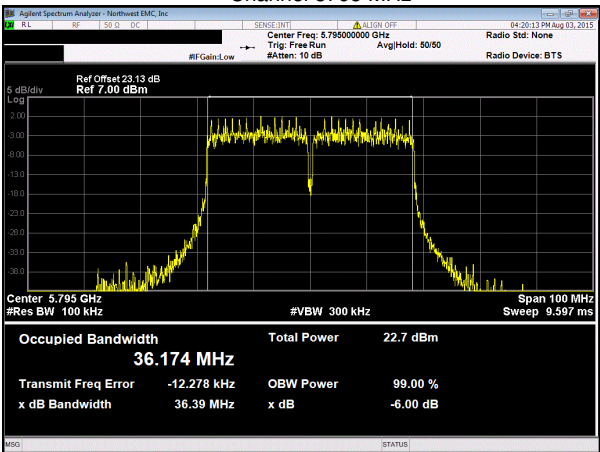 Agilent Spectrum Analyzer - Northwest EMC, Inc
RL RF 50 Ω DC SENSE:INT ALIGN OFF 04:20:13 PM Aug 03, 2015
Center Freq: 5.795000000 GHz Radio Std: None
Trig: Free Run Avg|Hold: 50/50
#IFGain:Low #Atten: 10 dB Radio Device: BTS
Ref Offset 23.13 dB
5 dB/div Ref 7.00 dBm
Log
2.00
-3.00
-8.00
-13.0
-18.0
-23.0
-28.0
-33.0
-38.0
Center 5.795 GHz Span 100 MHz
#Res BW 100 kHz #VBW 300 kHz Sweep 9.597 ms
Occupied Bandwidth Total Power 22.7 dBm
36.174 MHz
Transmit Freq Error -12.278 kHz OBW Power 99.00 %
x dB Bandwidth 36.39 MHz x dB -6.00 dB
MSG STATUS